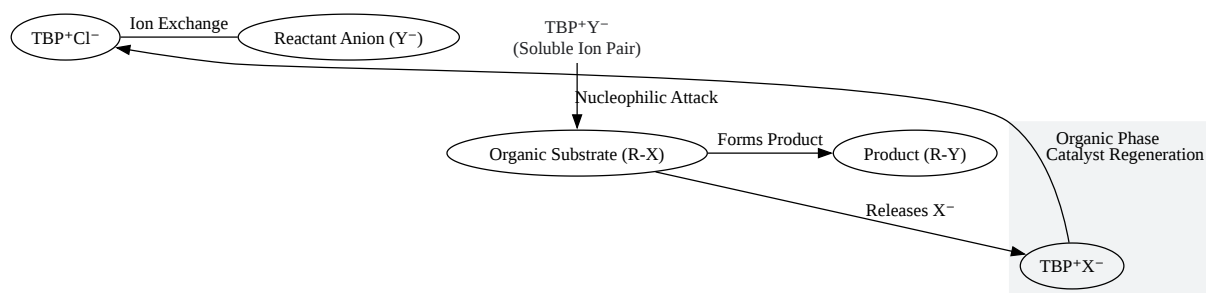 TBP⁺Cl⁻
Ion Exchange
Reactant Anion (Y⁻)
TBP⁺Y⁻
(Soluble Ion Pair)
Nucleophilic Attack
Organic Substrate (R-X)
Forms Product
Product (R-Y)
Organic Phase
Catalyst Regeneration
Releases X⁻
TBP⁺X⁻